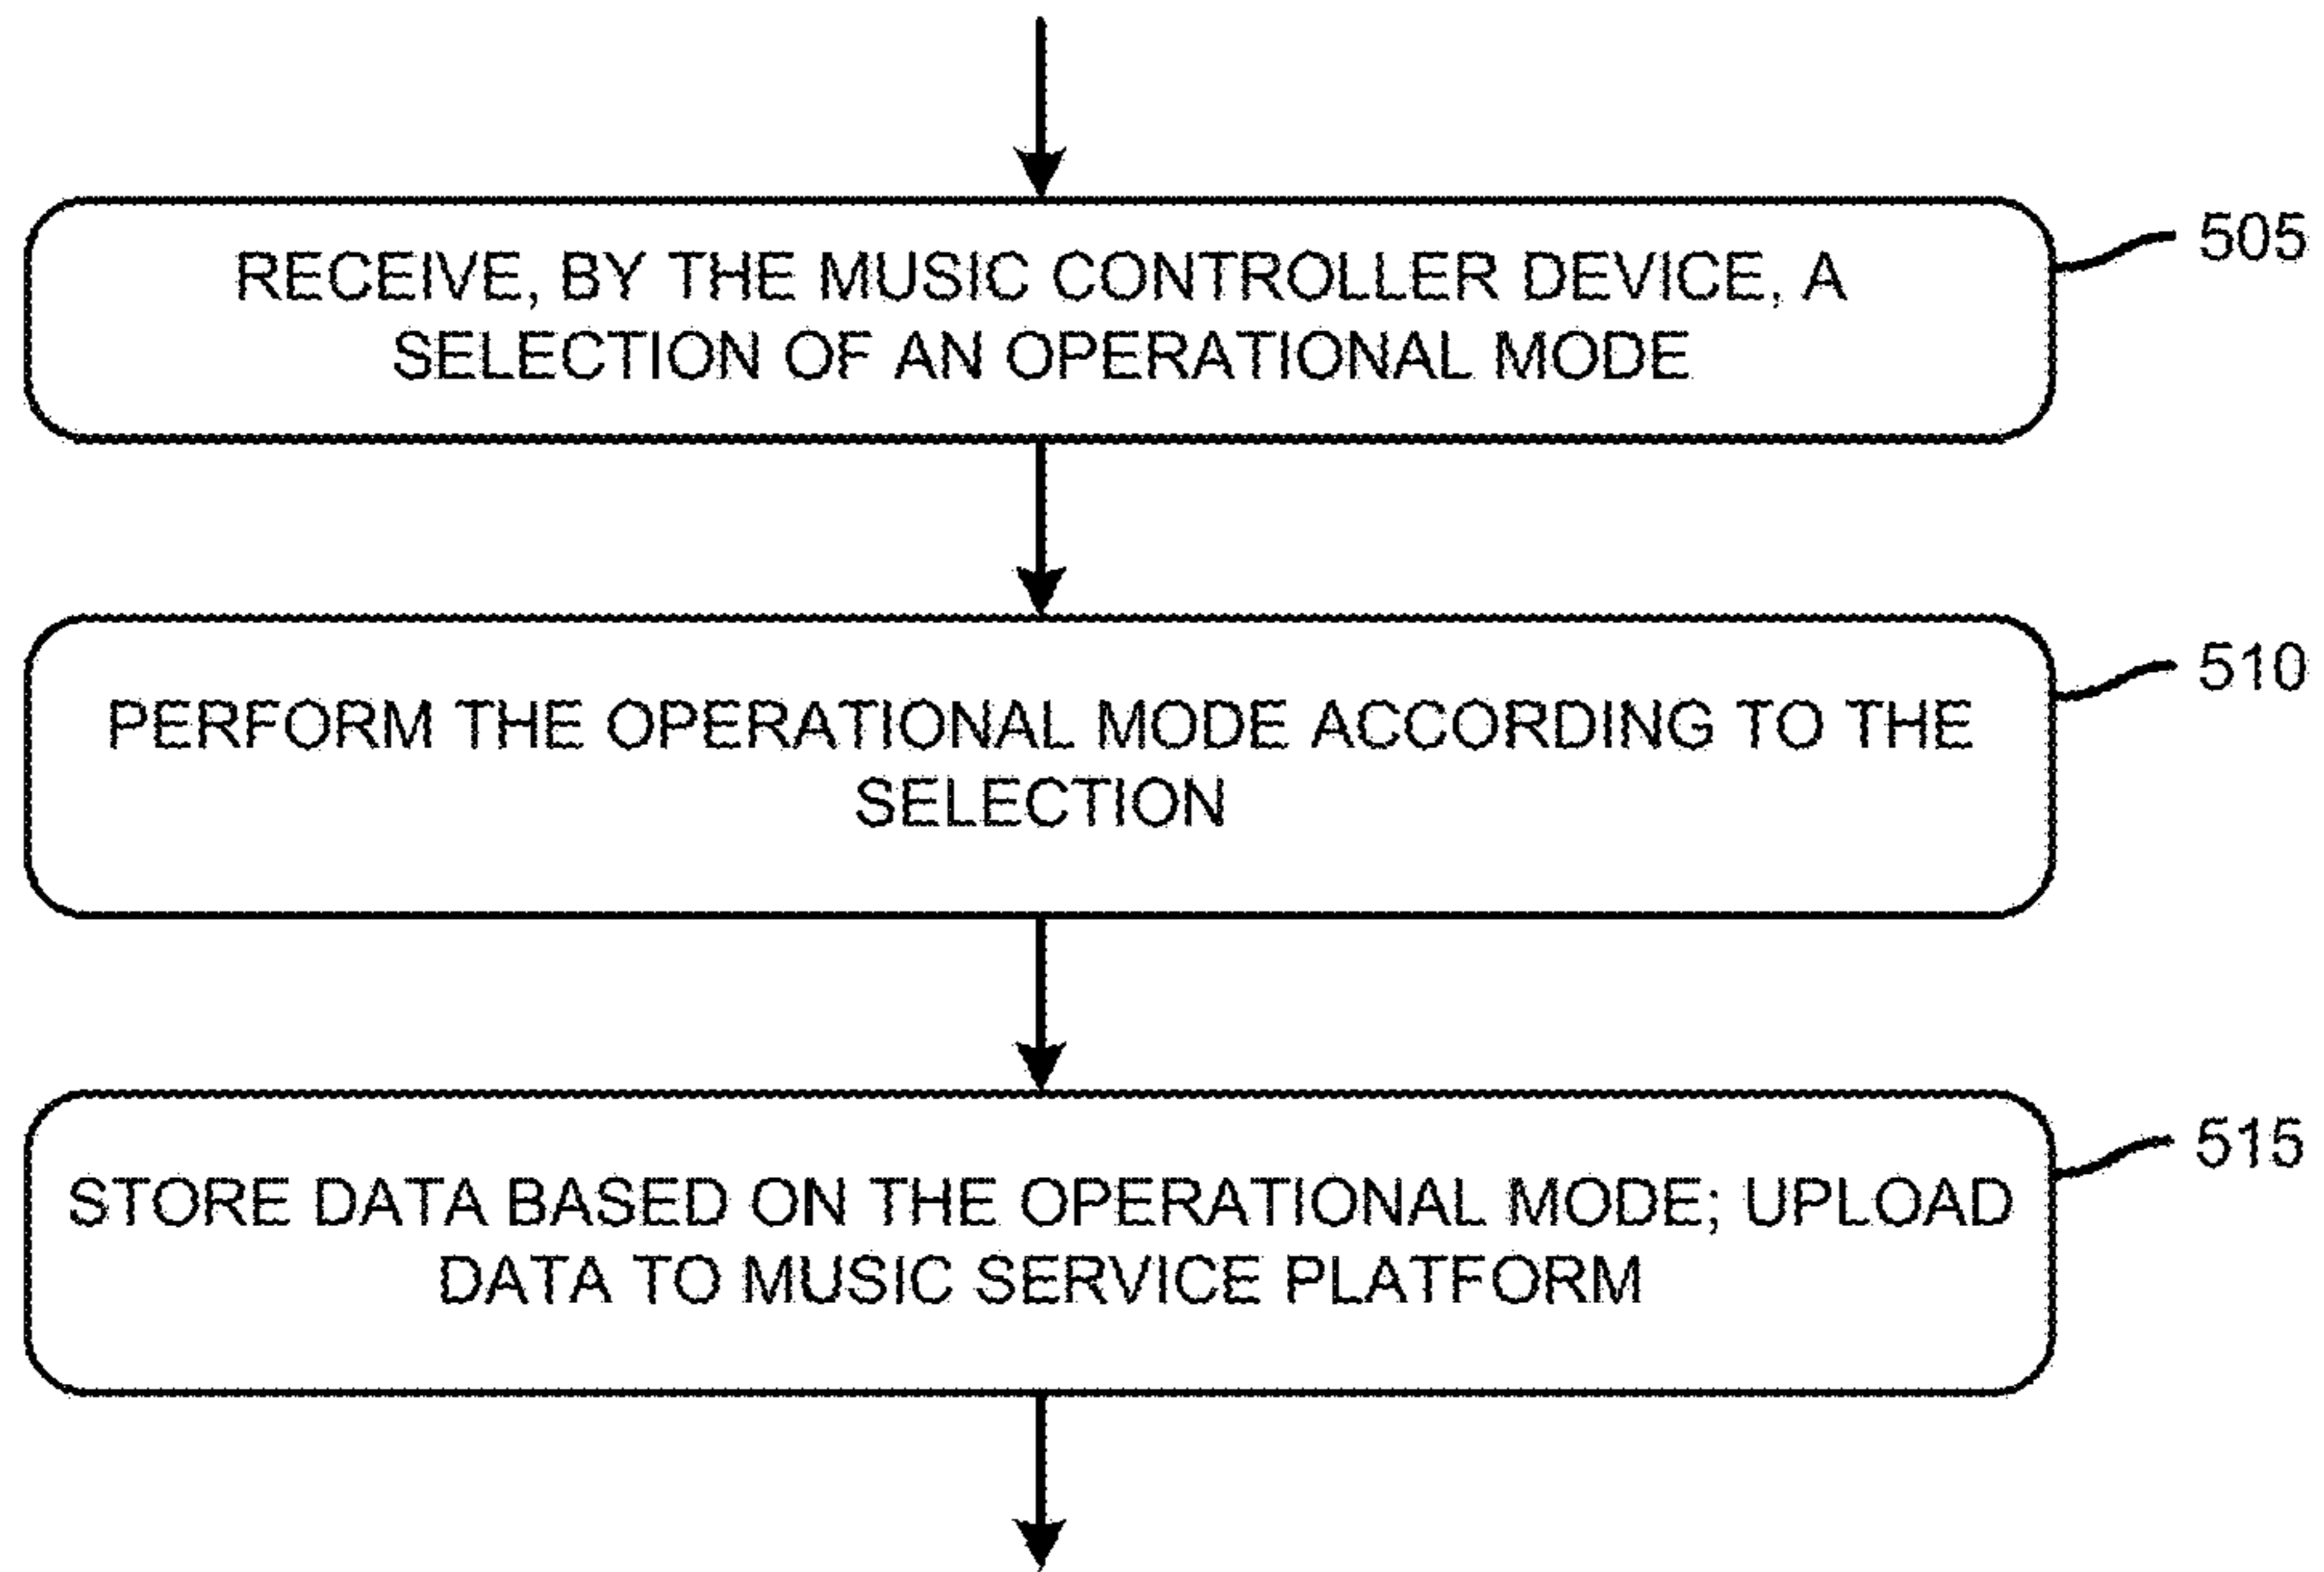 RECEIVE, BY THE MUSIC CONTROLLER DEVICE, A
SELECTION OF AN OPERATIONAL MODE
505
PERFORM THE OPERATIONAL MODE ACCORDING TO THE
SELECTION
510
STORE DATA BASED ON THE OPERATIONAL MODE; UPLOAD
DATA TO MUSIC SERVICE PLATFORM
515